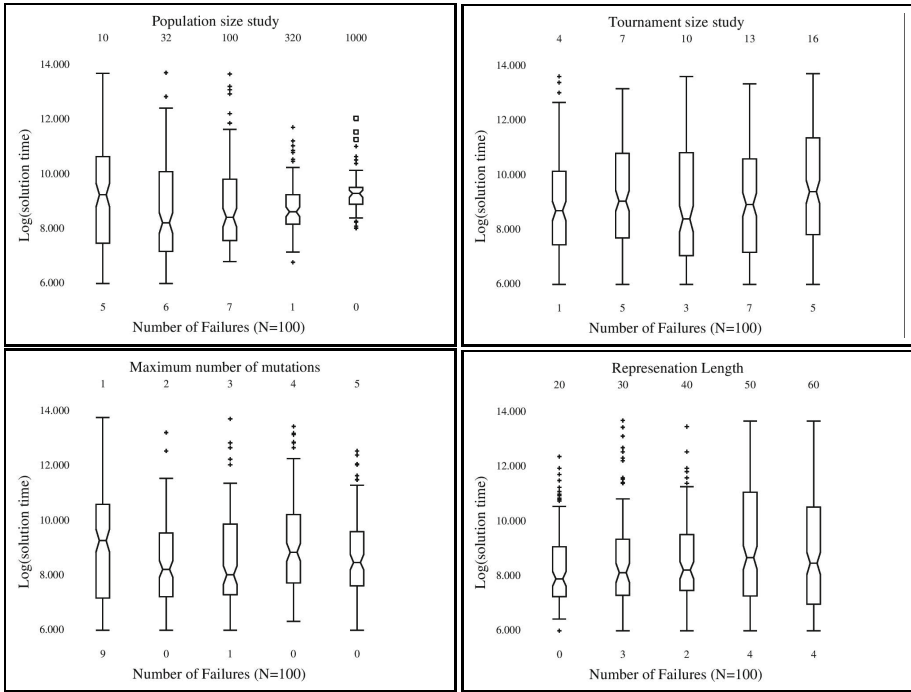 Population size study
10 32 100 320 1000
14.000
12.000
10.000
8.000
6.000
Log(solution time)
5 6 7 1 0
Number of Failures (N=100)
Tournament size study
4 7 10 13 16
14.000
12.000
10.000
8.000
6.000
Log(solution time)
1 5 3 7 5
Number of Failures (N=100)
Maximum number of mutations
1 2 3 4 5
14.000
12.000
10.000
8.000
6.000
Log(solution time)
9 0 1 0 0
Number of Failures (N=100)
Represenation Length
20 30 40 50 60
14.000
12.000
10.000
8.000
6.000
Log(solution time)
0 3 2 4 4
Number of Failures (N=100)